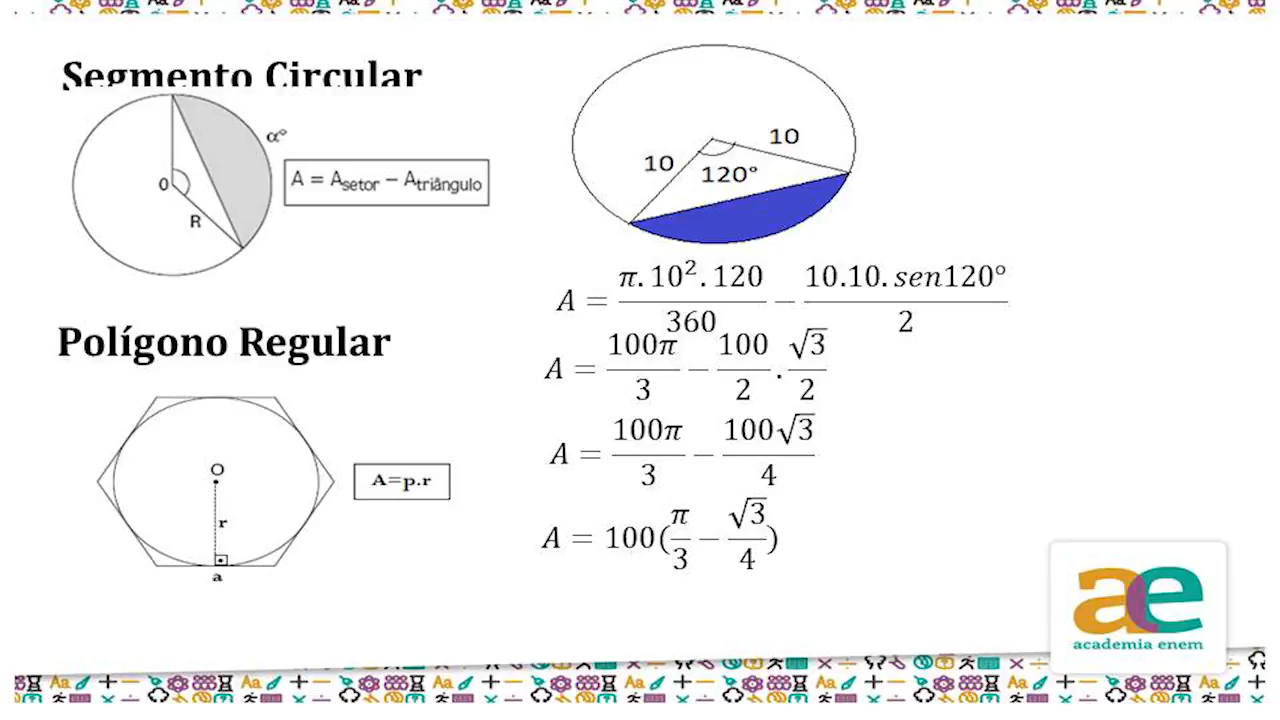 Segmento Circular
α°
0
R
A = A_setor − A_triângulo
10
10
120°
A = π.10².120/360 − 10.10.sen120°/2
A = 100π/3 − 100/2 . √3/2
A = 100π/3 − 100√3/4
A = 100(π/3 − √3/4)
Polígono Regular
O
r
a
A=p.r
ae
academia enem